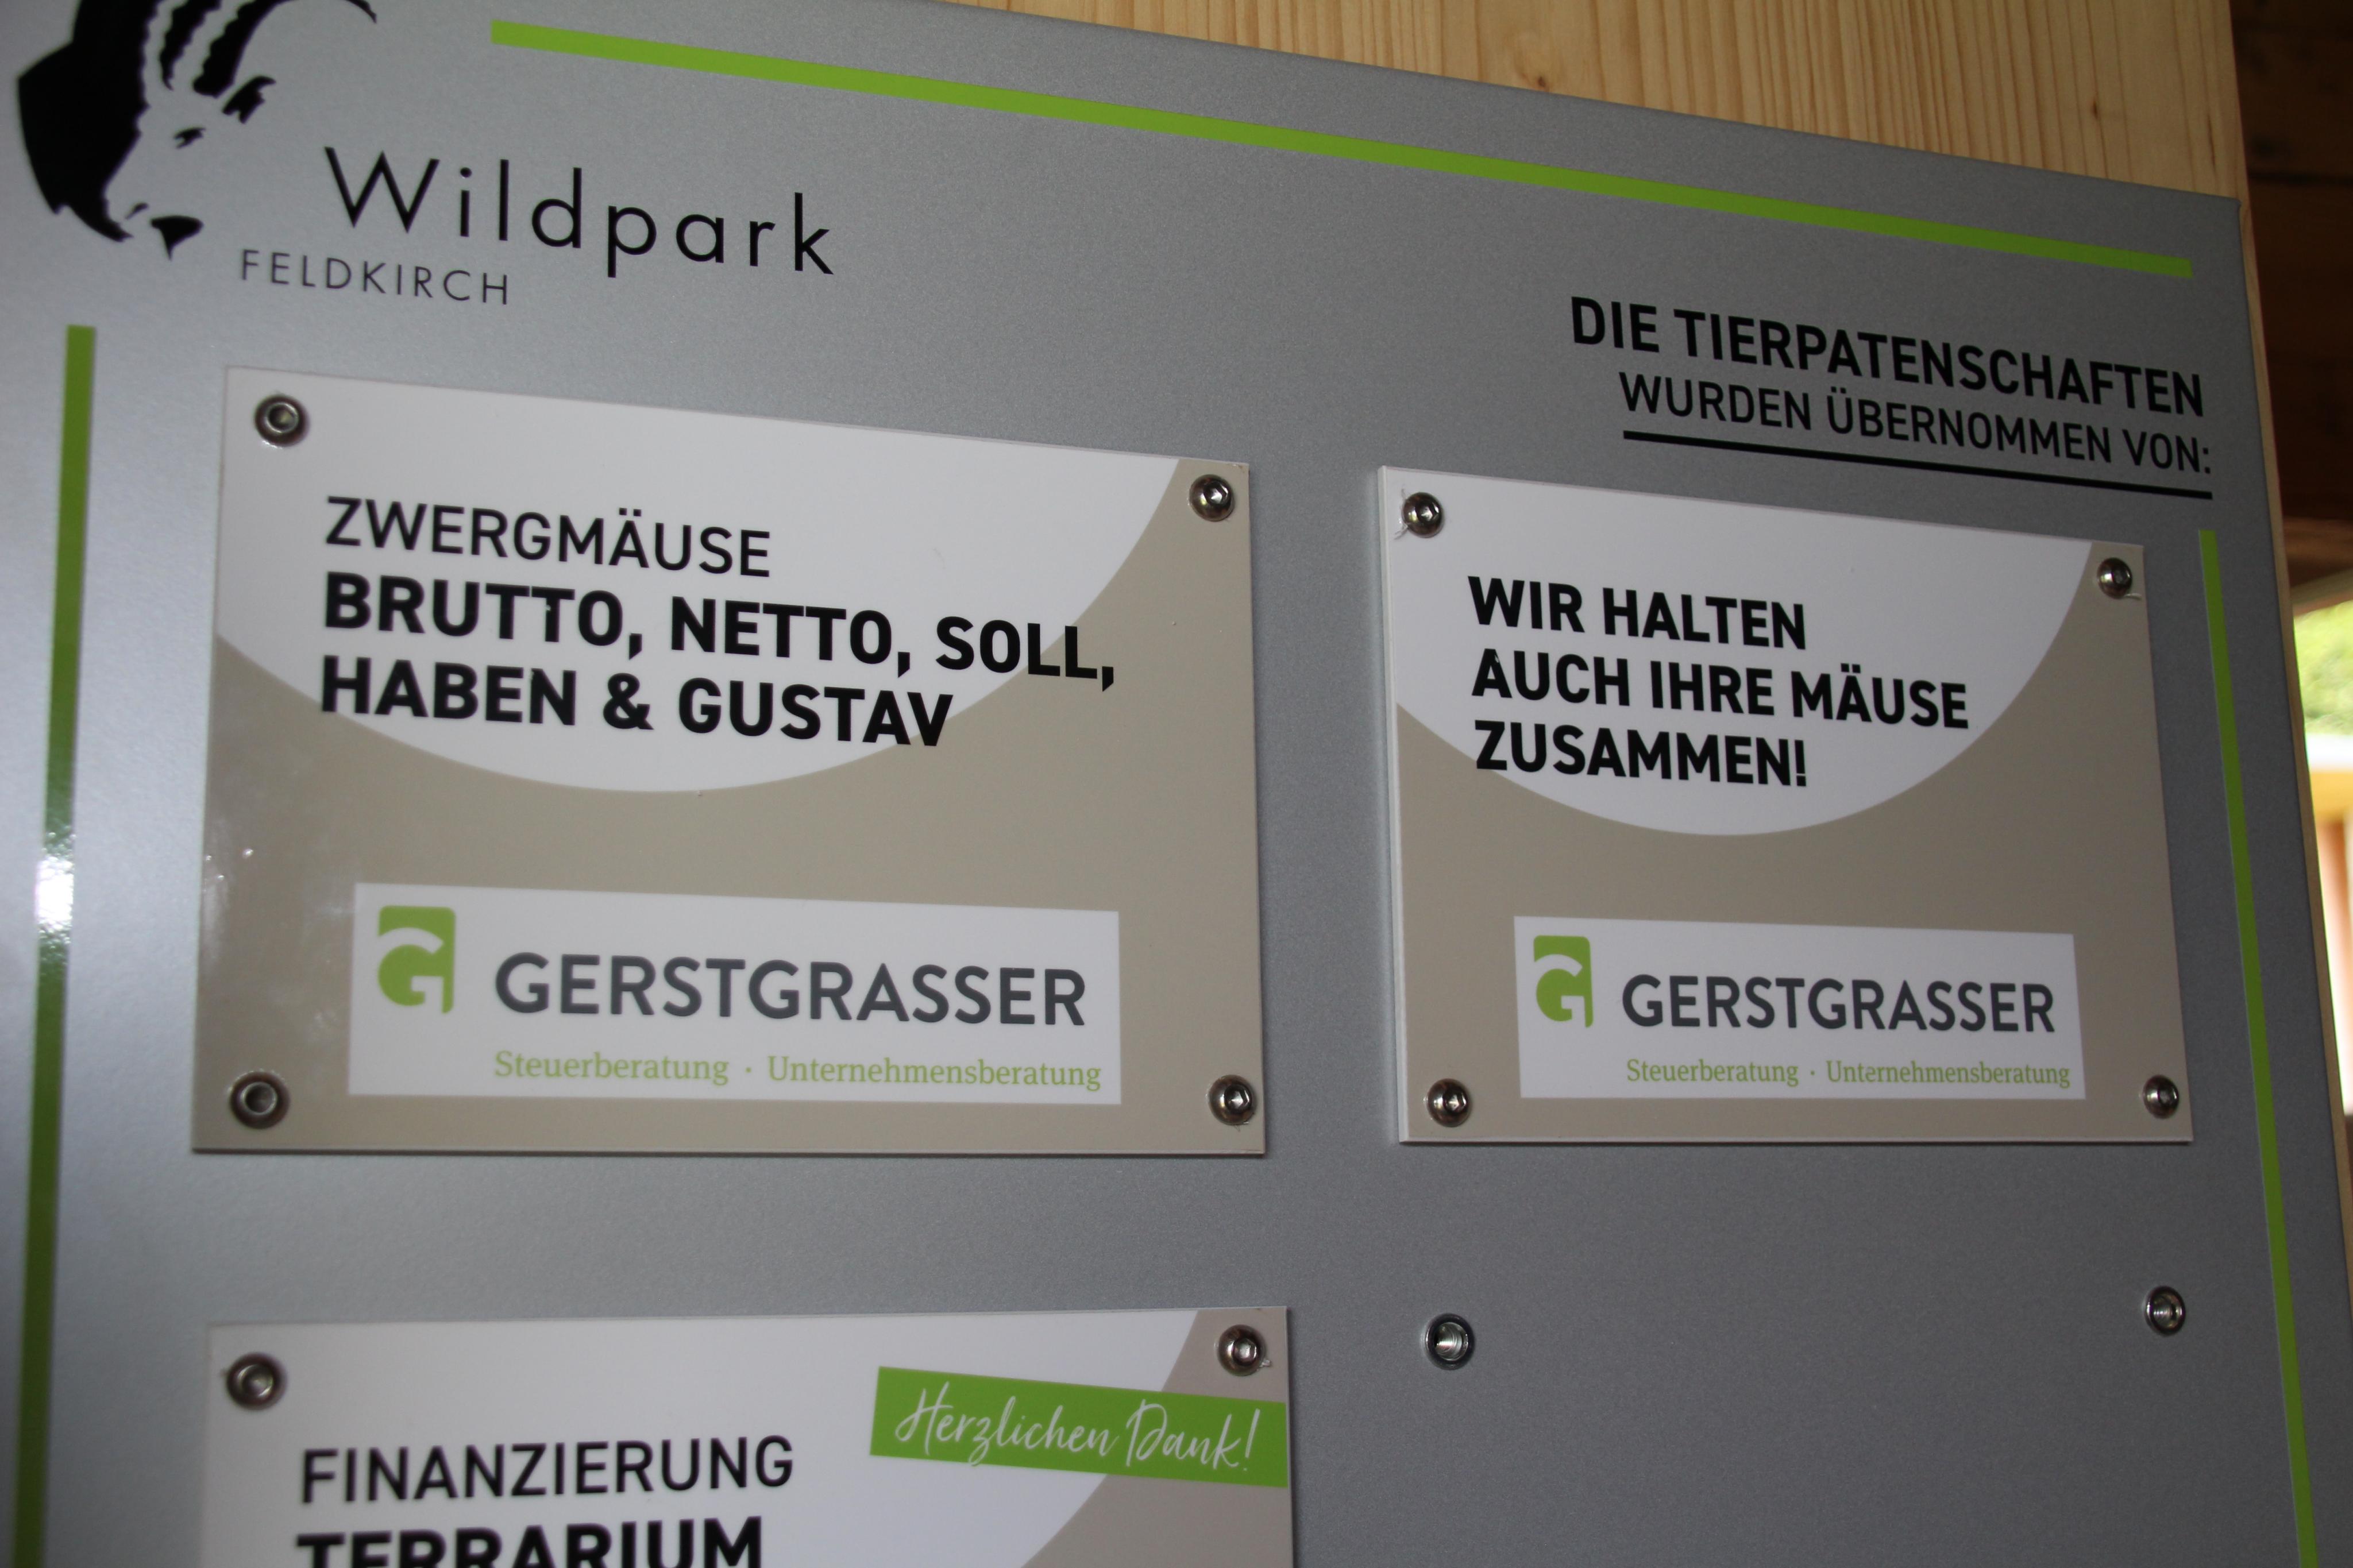 Wildpark
FELDKIRCH
DIE TIERPATENSCHAFTEN
WURDEN ÜBERNOMMEN VON:
ZWERGMÄUSE
BRUTTO, NETTO, SOLL,
HABEN & GUSTAV
G GERSTGRASSER
Steuerberatung · Unternehmensberatung
WIR HALTEN
AUCH IHRE MÄUSE
ZUSAMMEN!
G GERSTGRASSER
Steuerberatung · Unternehmensberatung
Herzlichen Dank!
FINANZIERUNG
TERRARIUM